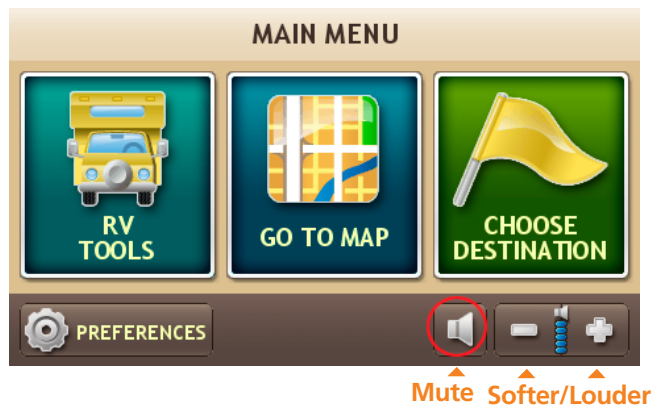 MAIN MENU
RV
TOOLS
GO TO MAP
CHOOSE
DESTINATION
PREFERENCES
Mute Softer/Louder